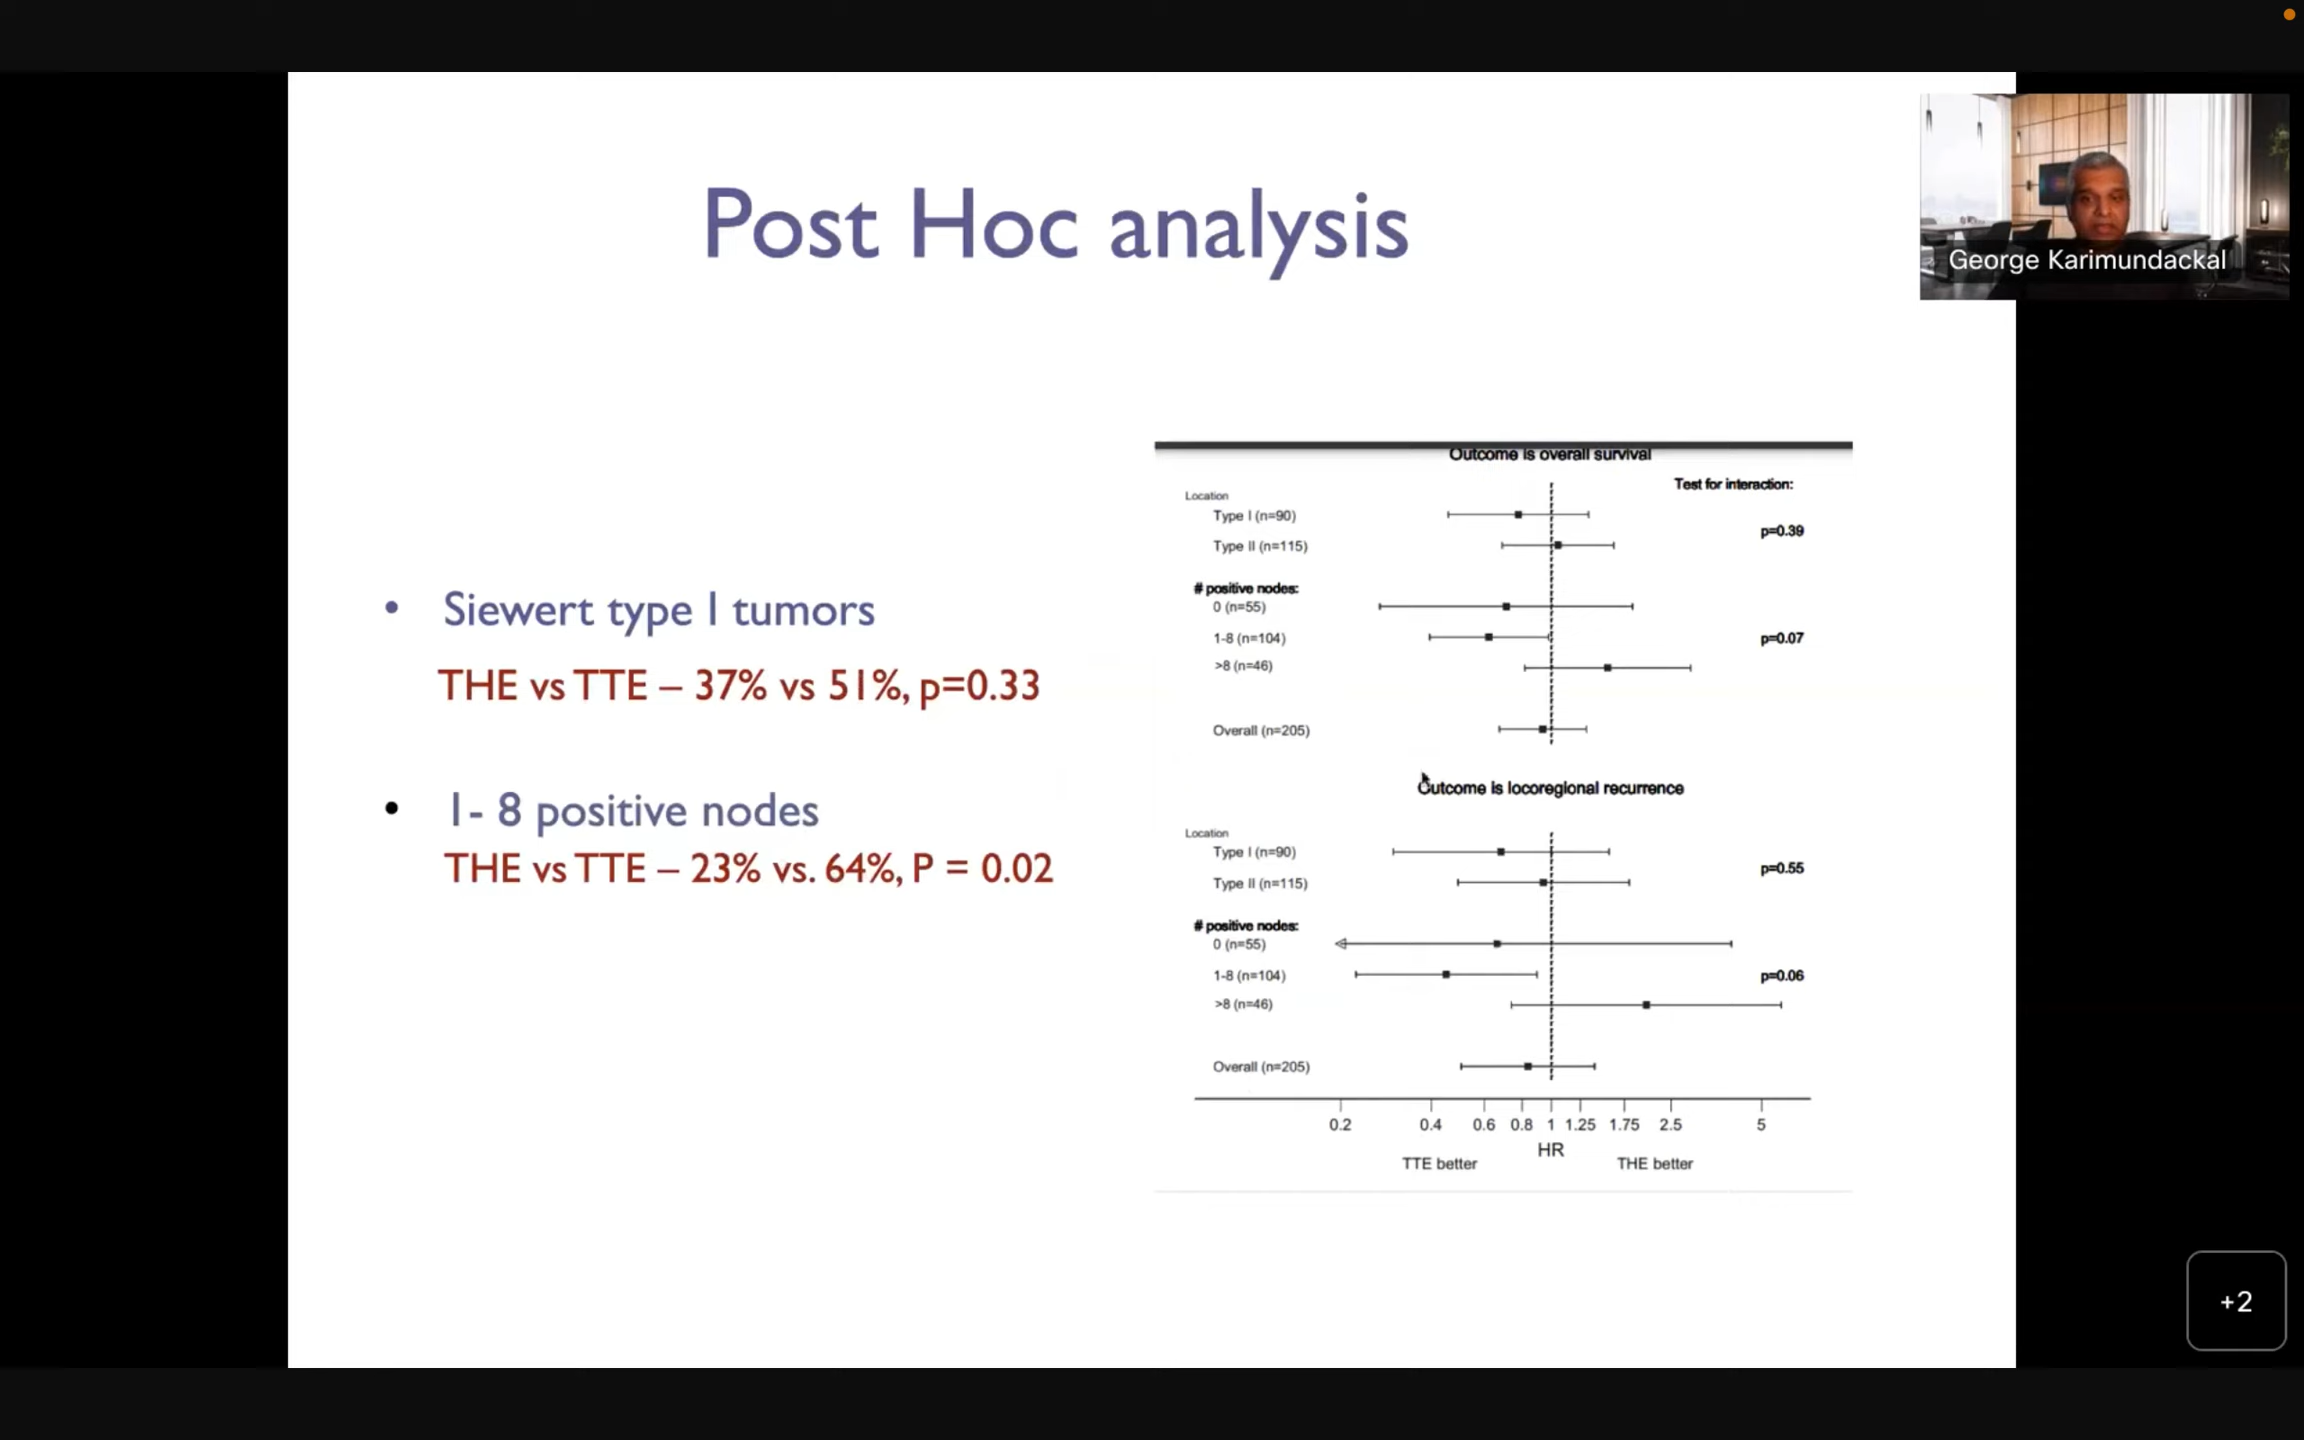 Post Hoc analysis
George Karimundackal
• Siewert type I tumors
THE vs TTE – 37% vs 51%, p=0.33
• 1- 8 positive nodes
THE vs TTE – 23% vs. 64%, P = 0.02
Outcome is overall survival
Test for interaction:
Location
Type I (n=90)
p=0.39
Type II (n=115)
# positive nodes:
0 (n=55)
1-8 (n=104) p=0.07
>8 (n=46)
Overall (n=205)
Outcome is locoregional recurrence
Location
Type I (n=90)
p=0.55
Type II (n=115)
# positive nodes:
0 (n=55)
1-8 (n=104) p=0.06
>8 (n=46)
Overall (n=205)
0.2 0.4 0.6 0.8 1 1.25 1.75 2.5 5
HR
TTE better THE better
+2